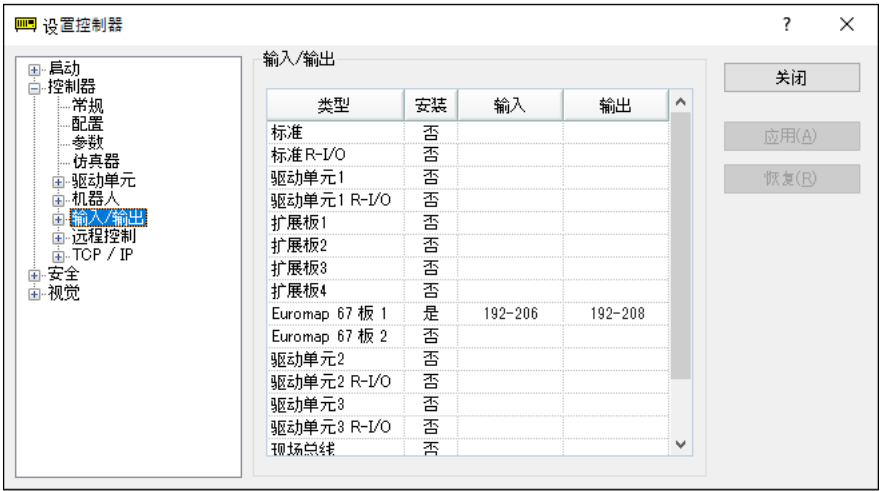 设置控制器
?
启动
控制器
常规
配置
参数
仿真器
驱动单元
机器人
输入/输出
远程控制
TCP / IP
安全
视觉
输入/输出
类型 安装 输入 输出
标准 否
标准 R-I/O 否
驱动单元1 否
驱动单元1 R-I/O 否
扩展板1 否
扩展板2 否
扩展板3 否
扩展板4 否
Euromap 67 板 1 是 192-206 192-208
Euromap 67 板 2 否
驱动单元2 否
驱动单元2 R-I/O 否
驱动单元3 否
驱动单元3 R-I/O 否
现场总线 否
关闭
应用(A)
恢复(R)